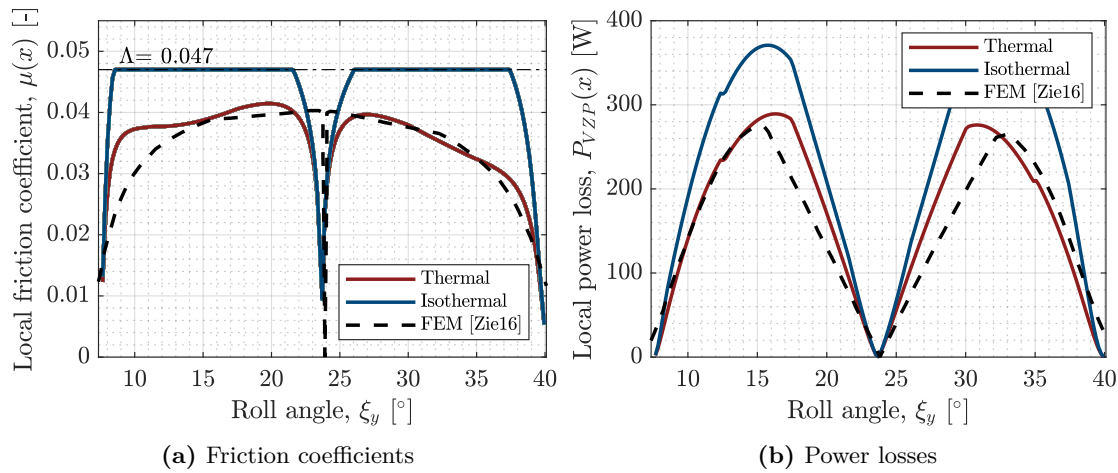 Local friction coefficient, μ(x) [-]
0.05
0.04
0.03
0.02
0.01
0
Λ= 0.047
Thermal
Isothermal
FEM [Zie16]
10 15 20 25 30 35 40
Roll angle, ξy [°]
(a) Friction coefficients
Local power loss, PVZP(x) [W]
400
300
200
100
0
Thermal
Isothermal
FEM [Zie16]
10 15 20 25 30 35 40
Roll angle, ξy [°]
(b) Power losses